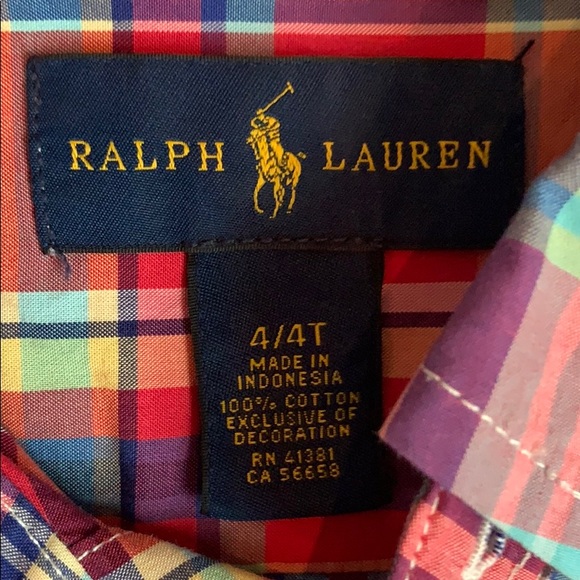 RALPH LAUREN
4/4T
MADE IN
INDONESIA
100% COTTON
EXCLUSIVE OF
DECORATION
RN 41381
CA 56658